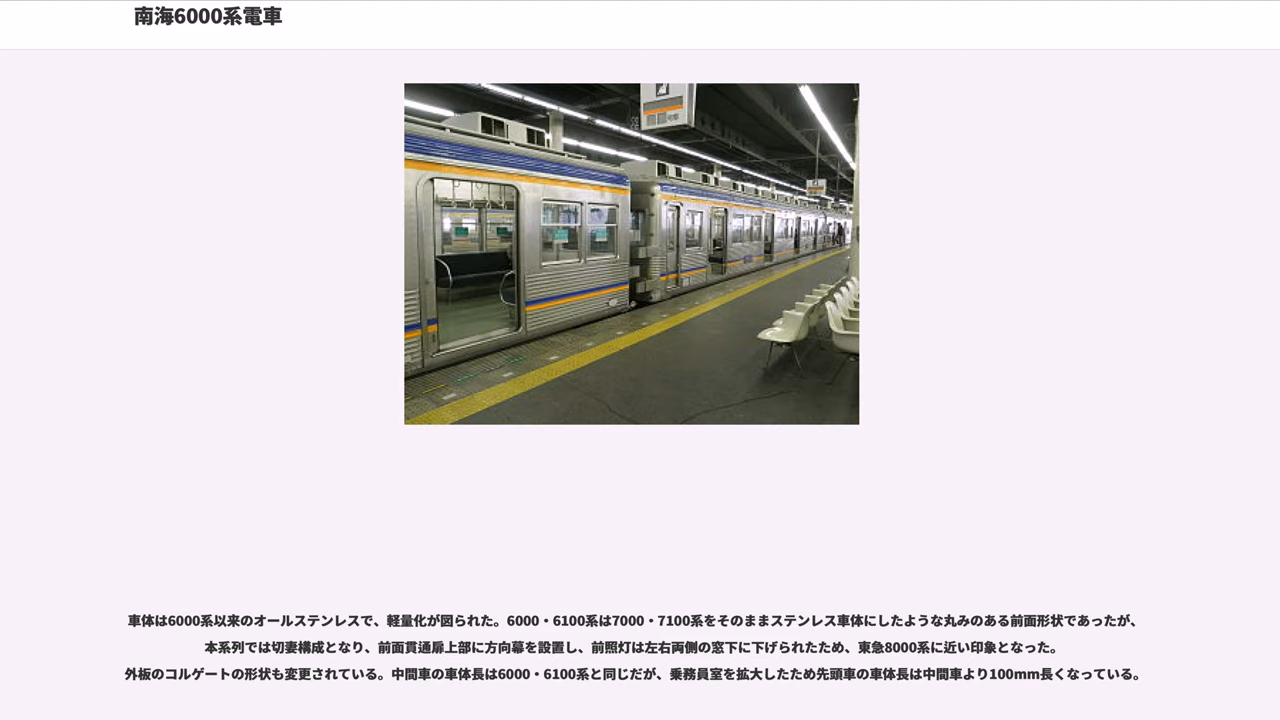 南海6000系電車
車体は6000系以来のオールステンレスで、軽量化が図られた。6000・6100系は7000・7100系をそのままステンレス車体にしたような丸みのある前面形状であったが、
本系列では切妻構成となり、前面貫通扉上部に方向幕を設置し、前照灯は左右両側の窓下に下げられたため、東急8000系に近い印象となった。
外板のコルゲートの形状も変更されている。中間車の車体長は6000・6100系と同じだが、乗務員室を拡大したため先頭車の車体長は中間車より100mm長くなっている。